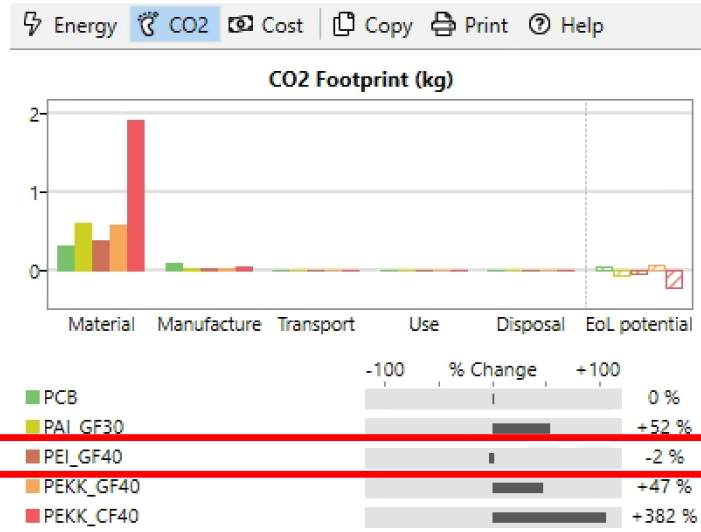 Energy CO2 Cost Copy Print Help
CO2 Footprint (kg)
2
1
0
Material Manufacture Transport Use Disposal EoL potential
-100 % Change +100
PCB 0 %
PAI_GF30 +52 %
PEI_GF40 -2 %
PEKK_GF40 +47 %
PEKK_CF40 +382 %